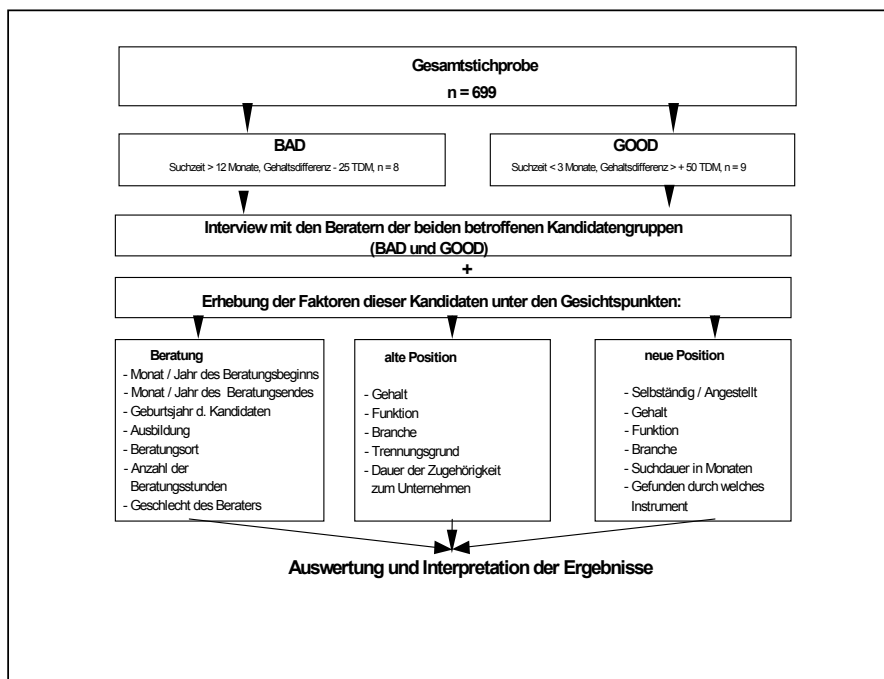 Gesamtstichprobe
n = 699
BAD
Suchzeit > 12 Monate, Gehaltsdifferenz - 25 TDM, n = 8
GOOD
Suchzeit < 3 Monate, Gehaltsdifferenz > + 50 TDM, n = 9
Interview mit den Beratern der beiden betroffenen Kandidatengruppen
(BAD und GOOD)
+
Erhebung der Faktoren dieser Kandidaten unter den Gesichtspunkten:
Beratung
- Monat / Jahr des Beratungsbeginns
- Monat / Jahr des Beratungsendes
- Geburtsjahr d. Kandidaten
- Ausbildung
- Beratungsort
- Anzahl der
Beratungsstunden
- Geschlecht des Beraters
alte Position
- Gehalt
- Funktion
- Branche
- Trennungsgrund
- Dauer der Zugehörigkeit
zum Unternehmen
neue Position
- Selbständig / Angestellt
- Gehalt
- Funktion
- Branche
- Suchdauer in Monaten
- Gefunden durch welches
Instrument
Auswertung und Interpretation der Ergebnisse